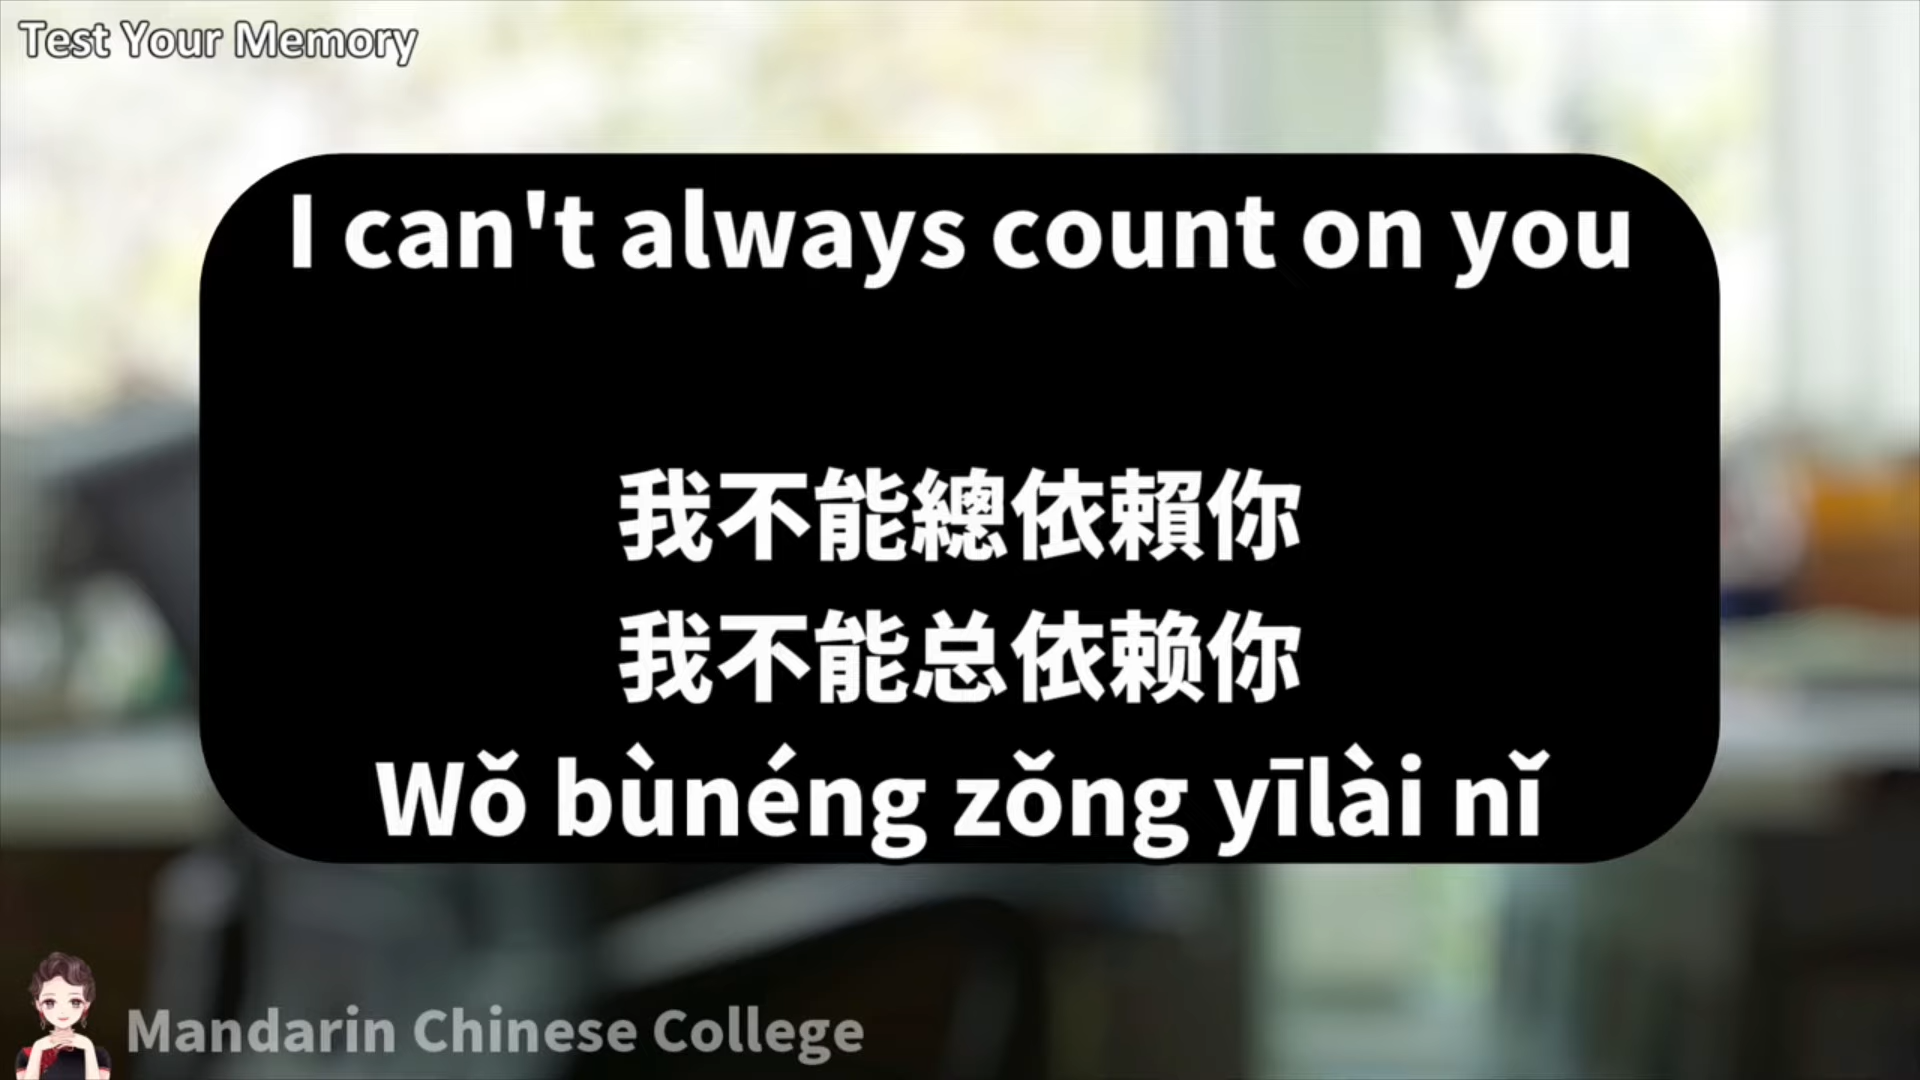 Test Your Memory
I can't always count on you
我不能總依賴你
我不能总依赖你
Wǒ bùnéng zǒng yīlài nǐ
Mandarin Chinese College